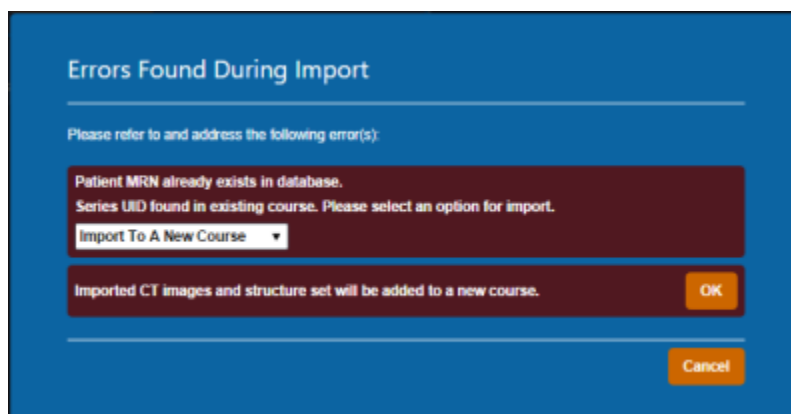 Errors Found During Import
Please refer to and address the following error(s):
Patient MRN already exists in database.
Series UID found in existing course. Please select an option for import.
Import To A New Course
Imported CT images and structure set will be added to a new course.
OK
Cancel